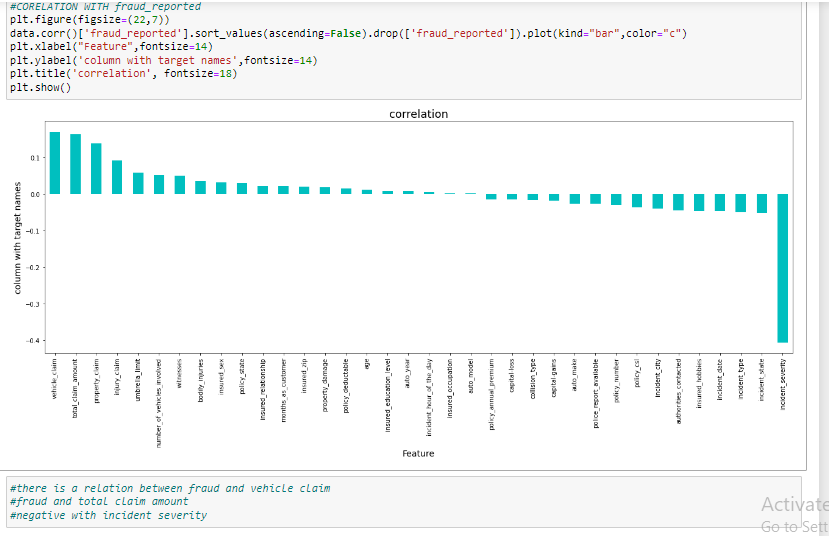 #CORELATION WITH fraud_reported
plt.figure(figsize=(22,7))
data.corr()['fraud_reported'].sort_values(ascending=False).drop(['fraud_reported']).plot(kind="bar",color="c")
plt.xlabel("Feature",fontsize=14)
plt.ylabel('column with target names',fontsize=14)
plt.title('correlation', fontsize=18)
plt.show()
correlation
column with target names
0.1
0.0
−0.1
−0.2
−0.3
−0.4
vehicle_claim
total_claim_amount
property_claim
injury_claim
umbrella_limit
number_of_vehicles_involved
witnesses
bodily_injuries
insured_sex
policy_state
insured_relationship
months_as_customer
insured_zip
property_damage
policy_deductable
age
insured_education_level
auto_year
incident_hour_of_the_day
insured_occupation
auto_model
policy_annual_premium
capital-loss
collision_type
capital-gains
auto_make
police_report_available
policy_number
policy_csl
incident_city
authorities_contacted
insured_hobbies
incident_date
incident_type
incident_state
incident_severity
Feature
#there is a relation between fraud and vehicle claim
#fraud and total claim amount
#negative with incident severity
Activate
Go to Sett